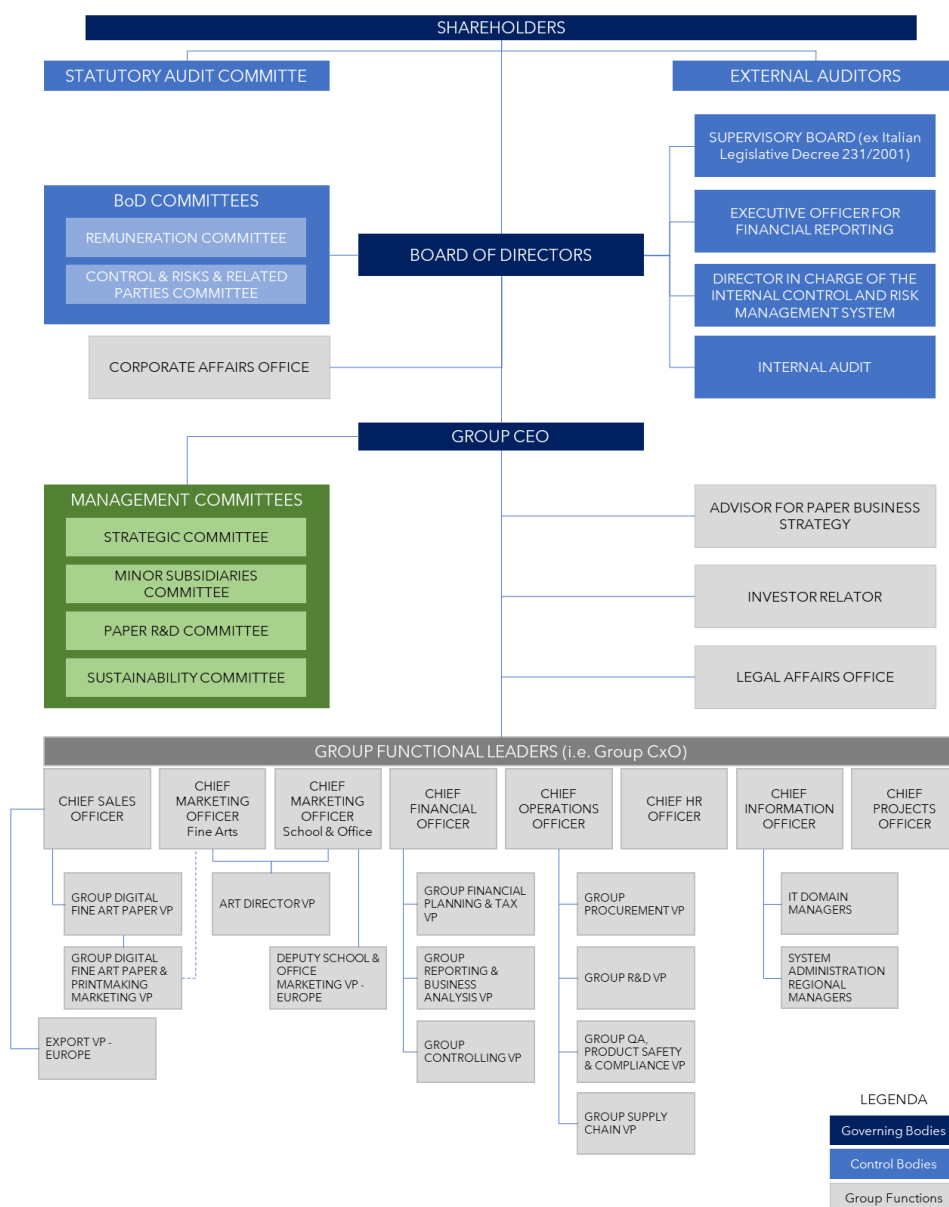 SHAREHOLDERS
STATUTORY AUDIT COMMITTE
EXTERNAL AUDITORS
SUPERVISORY BOARD (ex Italian
Legislative Decree 231/2001)
BoD COMMITTEES
REMUNERATION COMMITTEE
CONTROL & RISKS & RELATED
PARTIES COMMITTEE
BOARD OF DIRECTORS
EXECUTIVE OFFICER FOR
FINANCIAL REPORTING
DIRECTOR IN CHARGE OF THE
INTERNAL CONTROL AND RISK
MANAGEMENT SYSTEM
CORPORATE AFFAIRS OFFICE
INTERNAL AUDIT
GROUP CEO
MANAGEMENT COMMITTEES
STRATEGIC COMMITTEE
MINOR SUBSIDIARIES
COMMITTEE
PAPER R&D COMMITTEE
SUSTAINABILITY COMMITTEE
ADVISOR FOR PAPER BUSINESS
STRATEGY
INVESTOR RELATOR
LEGAL AFFAIRS OFFICE
GROUP FUNCTIONAL LEADERS (i.e. Group CxO)
CHIEF SALES
OFFICER
CHIEF
MARKETING
OFFICER
Fine Arts
CHIEF
MARKETING
OFFICER
School & Office
CHIEF
FINANCIAL
OFFICER
CHIEF
OPERATIONS
OFFICER
CHIEF HR
OFFICER
CHIEF
INFORMATION
OFFICER
CHIEF
PROJECTS
OFFICER
GROUP DIGITAL
FINE ART PAPER VP
GROUP DIGITAL
FINE ART PAPER &
PRINTMAKING
MARKETING VP
EXPORT VP -
EUROPE
ART DIRECTOR VP
DEPUTY SCHOOL &
OFFICE
MARKETING VP -
EUROPE
GROUP FINANCIAL
PLANNING & TAX
VP
GROUP
REPORTING &
BUSINESS
ANALYSIS VP
GROUP
CONTROLLING VP
GROUP
PROCUREMENT VP
GROUP R&D VP
GROUP QA,
PRODUCT SAFETY
& COMPLIANCE VP
GROUP SUPPLY
CHAIN VP
IT DOMAIN
MANAGERS
SYSTEM
ADMINISTRATION
REGIONAL
MANAGERS
LEGENDA
Governing Bodies
Control Bodies
Group Functions